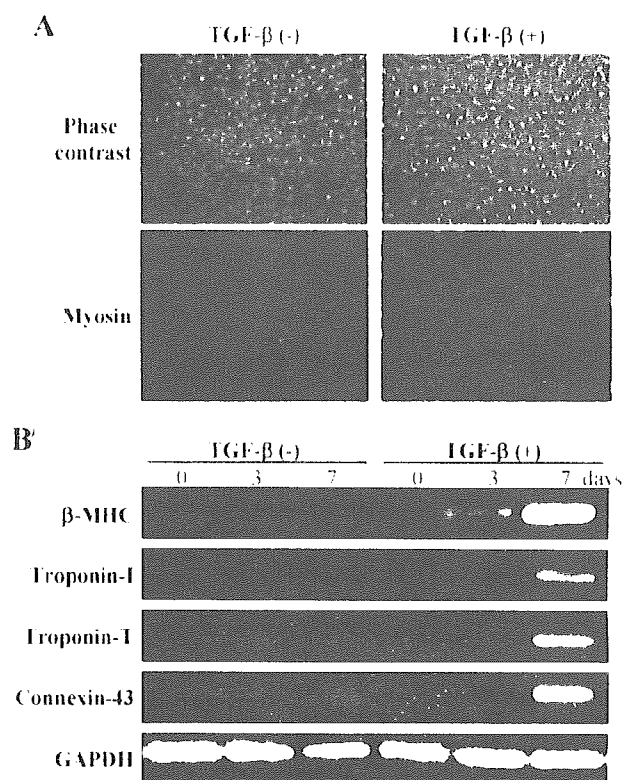 A
TGF-β (-) TGF-β (+)
Phase
contrast
Myosin
B
TGF-β (-) TGF-β (+)
0 3 7 0 3 7 days
β-MHC
Troponin-I
Troponin-T
Connexin-43
GAPDH